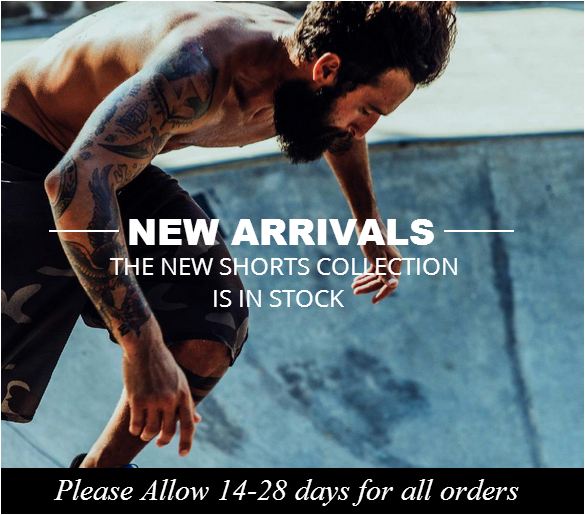 NEW ARRIVALS
THE NEW SHORTS COLLECTION
IS IN STOCK
Please Allow 14-28 days for all orders